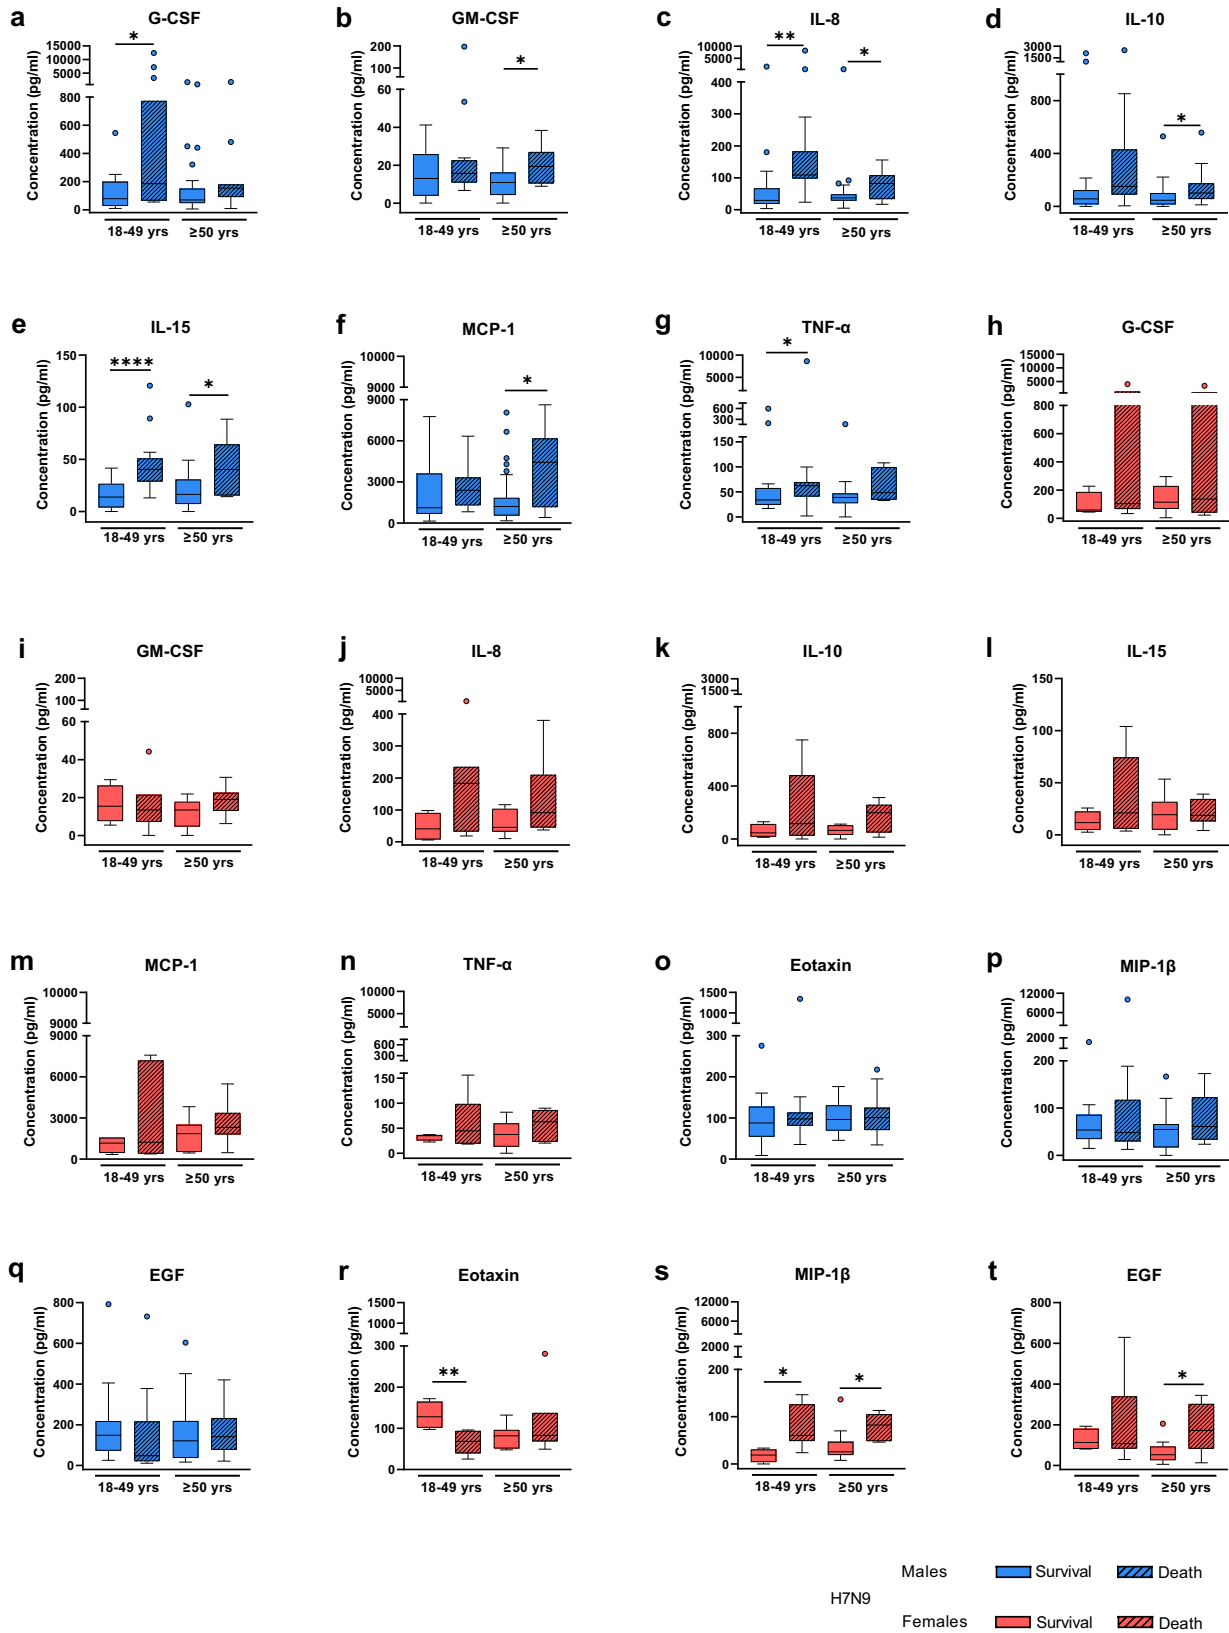 a G-CSF
Concentration (pg/ml)
15000
10000
5000
800
600
400
200
0
*
18-49 yrs ≥50 yrs
b GM-CSF
Concentration (pg/ml)
200
100
60
40
20
0
*
18-49 yrs ≥50 yrs
c IL-8
Concentration (pg/ml)
10000
5000
400
300
200
100
0
** *
18-49 yrs ≥50 yrs
d IL-10
Concentration (pg/ml)
3000
1500
800
400
0
*
18-49 yrs ≥50 yrs
e IL-15
Concentration (pg/ml)
150
100
50
0
**** *
18-49 yrs ≥50 yrs
f MCP-1
Concentration (pg/ml)
10000
9000
9000
6000
3000
0
*
18-49 yrs ≥50 yrs
g TNF-α
Concentration (pg/ml)
10000
5000
600
300
150
100
50
0
*
18-49 yrs ≥50 yrs
h G-CSF
Concentration (pg/ml)
15000
10000
5000
800
600
400
200
0
18-49 yrs ≥50 yrs
i GM-CSF
Concentration (pg/ml)
200
100
60
40
20
0
18-49 yrs ≥50 yrs
j IL-8
Concentration (pg/ml)
10000
5000
400
300
200
100
0
18-49 yrs ≥50 yrs
k IL-10
Concentration (pg/ml)
3000
1500
800
400
0
18-49 yrs ≥50 yrs
l IL-15
Concentration (pg/ml)
150
100
50
0
18-49 yrs ≥50 yrs
m MCP-1
Concentration (pg/ml)
10000
9000
9000
6000
3000
0
18-49 yrs ≥50 yrs
n TNF-α
Concentration (pg/ml)
10000
5000
600
300
150
100
50
0
18-49 yrs ≥50 yrs
o Eotaxin
Concentration (pg/ml)
1500
1000
300
200
100
0
18-49 yrs ≥50 yrs
p MIP-1β
Concentration (pg/ml)
12000
6000
2000
200
100
0
18-49 yrs ≥50 yrs
q EGF
Concentration (pg/ml)
800
600
400
200
0
18-49 yrs ≥50 yrs
r Eotaxin
Concentration (pg/ml)
1500
1000
300
200
100
0
**
18-49 yrs ≥50 yrs
s MIP-1β
Concentration (pg/ml)
12000
6000
2000
200
100
0
* *
18-49 yrs ≥50 yrs
t EGF
Concentration (pg/ml)
800
600
400
200
0
*
18-49 yrs ≥50 yrs
Males Survival Death
H7N9
Females Survival Death